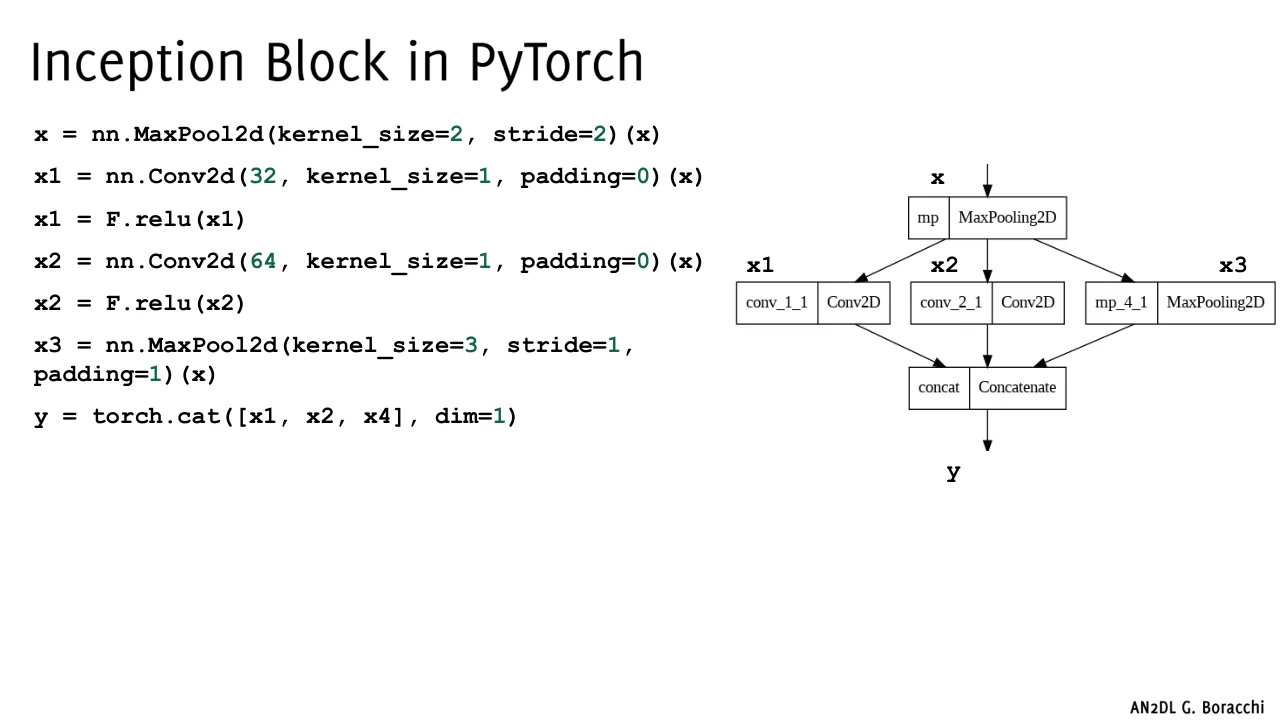 Inception Block in PyTorch
x = nn.MaxPool2d(kernel_size=2, stride=2)(x)
x1 = nn.Conv2d(32, kernel_size=1, padding=0)(x)
x1 = F.relu(x1)
x2 = nn.Conv2d(64, kernel_size=1, padding=0)(x)
x2 = F.relu(x2)
x3 = nn.MaxPool2d(kernel_size=3, stride=1,
padding=1)(x)
y = torch.cat([x1, x2, x4], dim=1)
x
mp MaxPooling2D
x1 x2 x3
conv_1_1 Conv2D conv_2_1 Conv2D mp_4_1 MaxPooling2D
concat Concatenate
y
AN2DL G. Boracchi